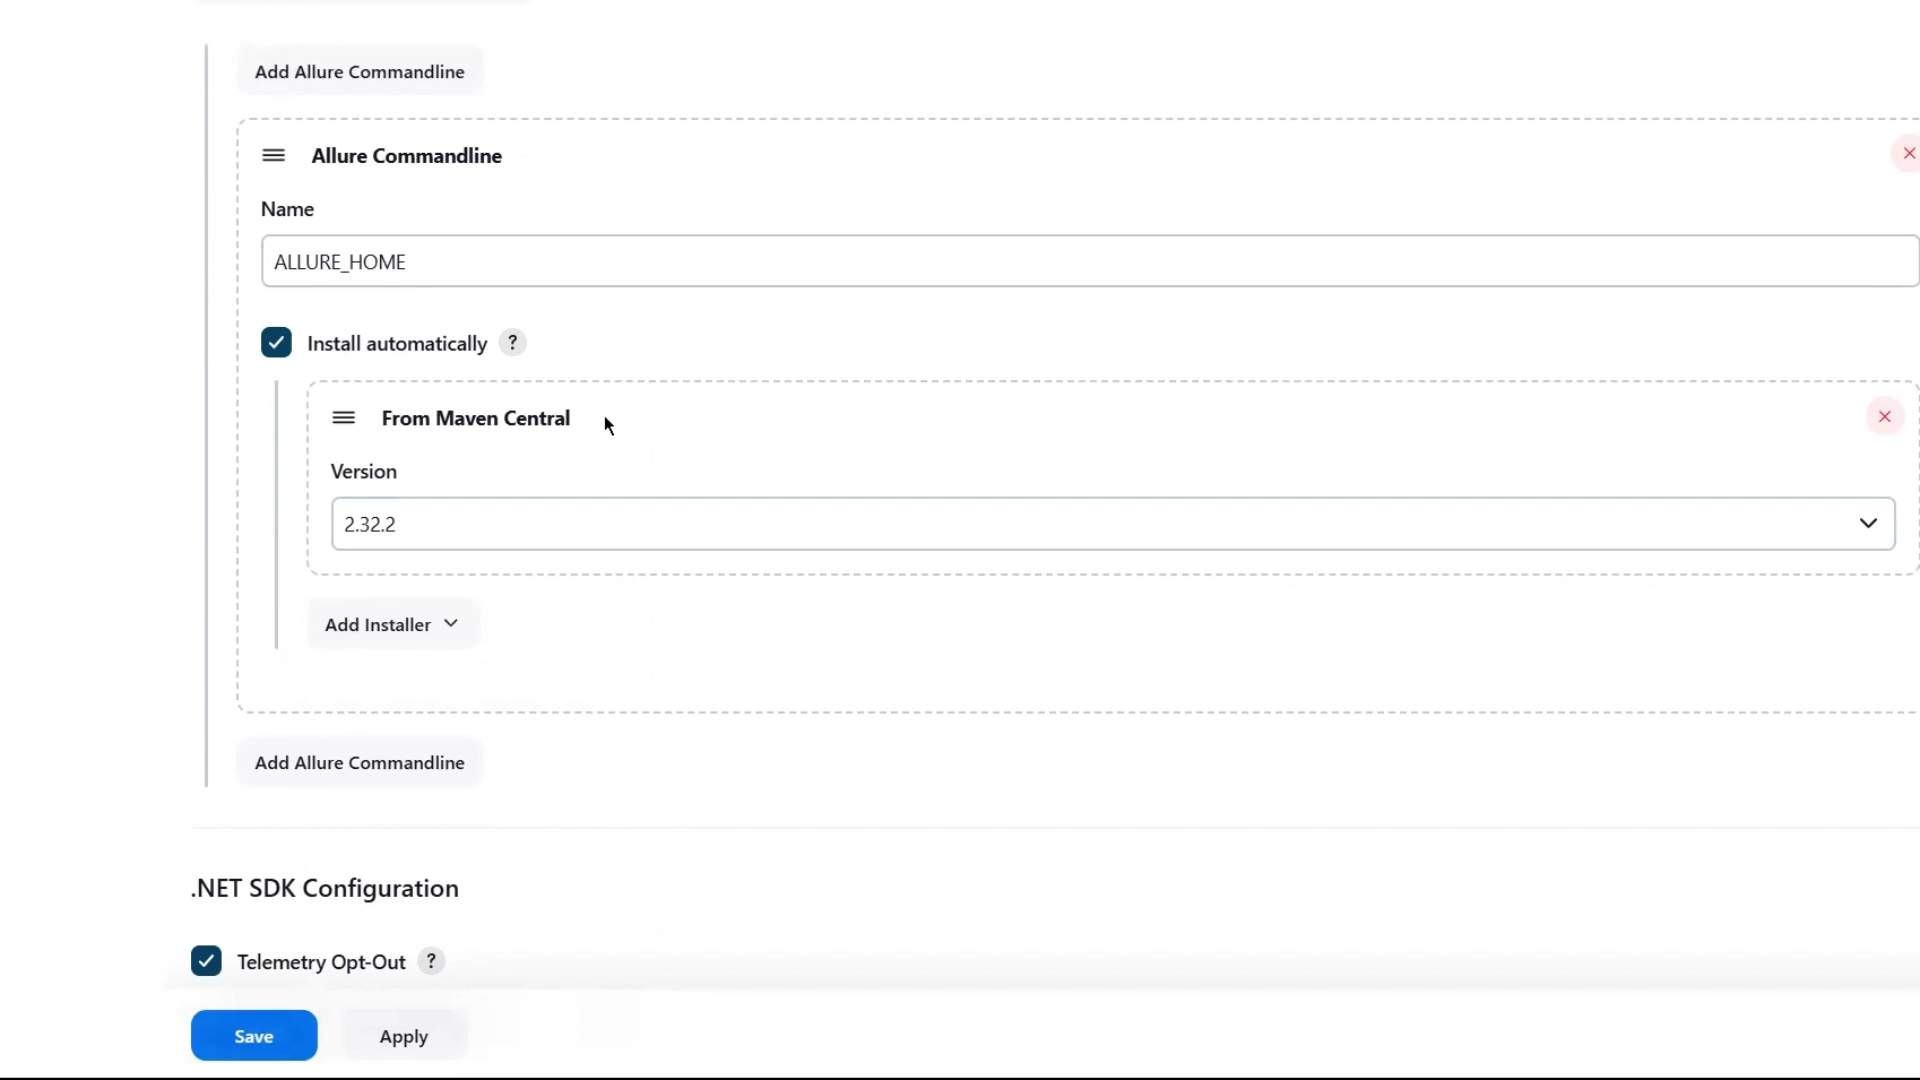 Add Allure Commandline
Allure Commandline
Name
ALLURE_HOME
Install automatically ?
From Maven Central
Version
2.32.2
Add Installer
Add Allure Commandline
.NET SDK Configuration
Telemetry Opt-Out ?
Save Apply